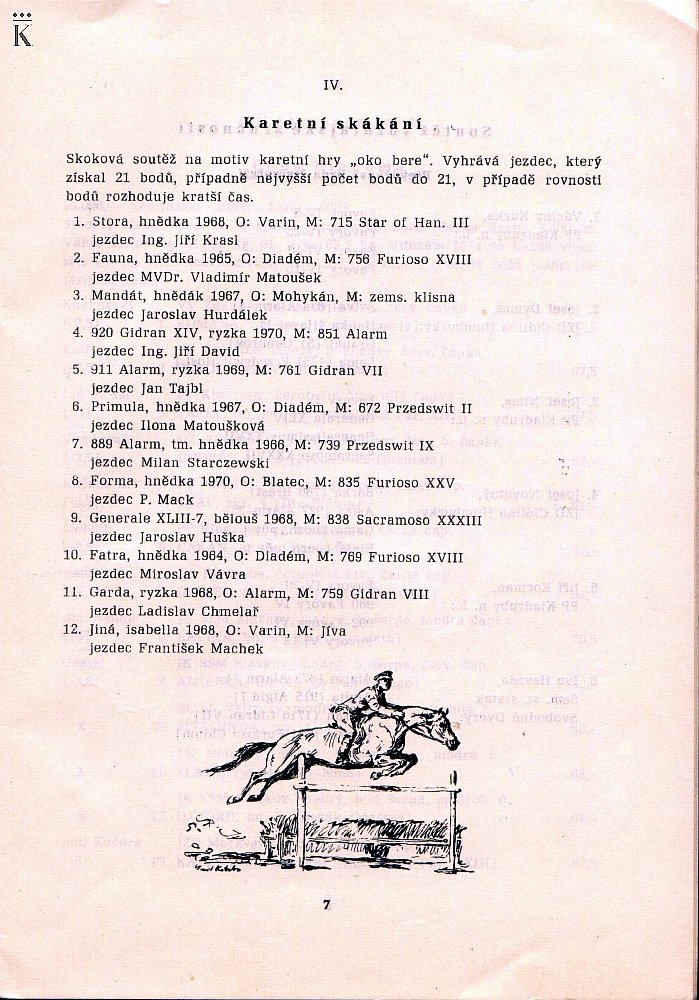 K
IV.
Karetní skákání
Skoková soutěž na motiv karetní hry „oko bere“. Vyhrává jezdec, který
získal 21 bodů, případně nejvyšší počet bodů do 21, v případě rovnosti
bodů rozhoduje kratší čas.
1. Stora, hnědka 1968, O: Varin, M: 715 Star of Han. III
jezdec Ing. Jiří Krasl
2. Fauna, hnědka 1965, O: Diadém, M: 756 Furioso XVIII
jezdec MVDr. Vladimír Matoušek
3. Mandát, hnědák 1967, O: Mohykán, M: zems. klisna
jezdec Jaroslav Hurdálek
4. 920 Gidran XIV, ryzka 1970, M: 851 Alarm
jezdec Ing. Jiří David
5. 911 Alarm, ryzka 1969, M: 761 Gidran VII
jezdec Jan Tajbl
6. Primula, hnědka 1967, O: Diadém, M: 672 Przedswit II
jezdec Ilona Matoušková
7. 889 Alarm, tm. hnědka 1966, M: 739 Przedswit IX
jezdec Milan Starczewski
8. Forma, hnědka 1970, O: Blatec, M: 835 Furioso XXV
jezdec P. Mack
9. Generale XLIII-7, bělouš 1968, M: 838 Sacramoso XXXIII
jezdec Jaroslav Huška
10. Fatra, hnědka 1964, O: Diadém, M: 769 Furioso XVIII
jezdec Miroslav Vávra
11. Garda, ryzka 1968, O: Alarm, M: 759 Gidran VIII
jezdec Ladislav Chmelař
12. Jiná, isabella 1968, O: Varin, M: Jíva
jezdec František Machek
7